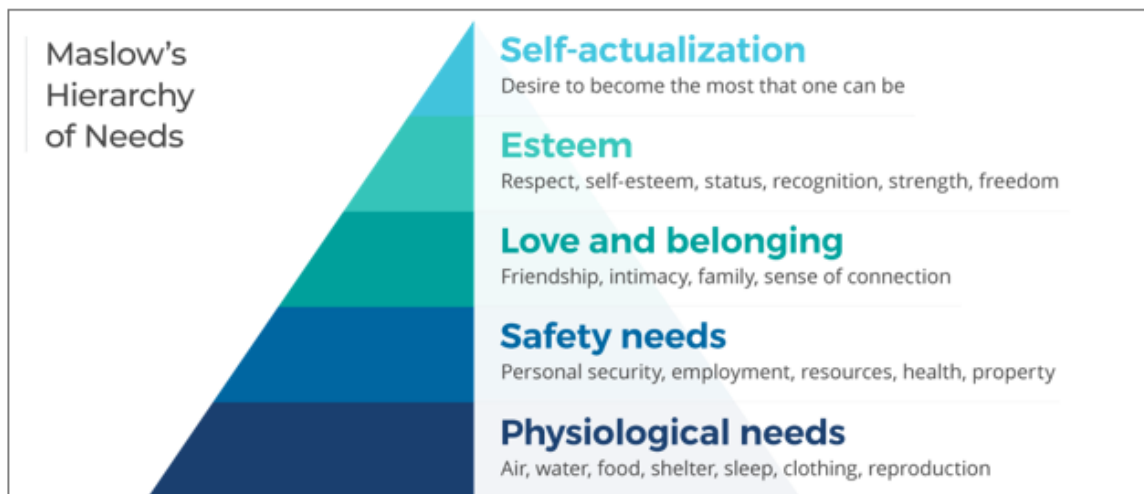 Maslow's
Hierarchy
of Needs
Self-actualization
Desire to become the most that one can be
Esteem
Respect, self-esteem, status, recognition, strength, freedom
Love and belonging
Friendship, intimacy, family, sense of connection
Safety needs
Personal security, employment, resources, health, property
Physiological needs
Air, water, food, shelter, sleep, clothing, reproduction